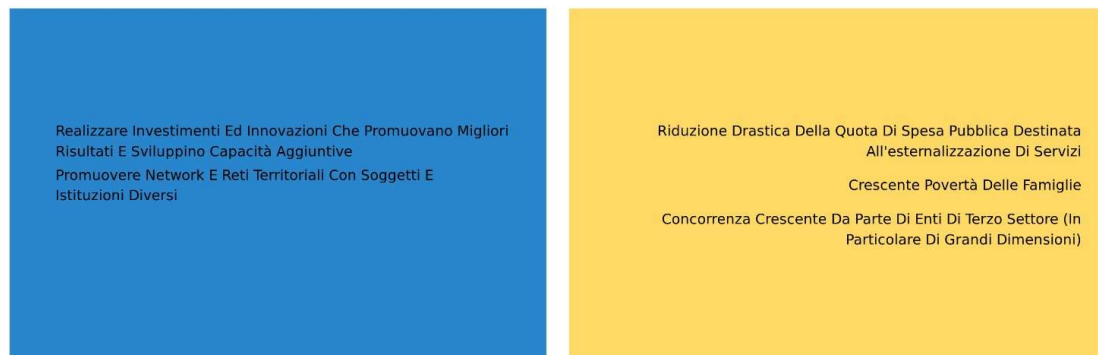 Realizzare Investimenti Ed Innovazioni Che Promuovano Migliori
Risultati E Sviluppino Capacità Aggiuntive
Promuovere Network E Reti Territoriali Con Soggetti E
Istituzioni Diversi
Riduzione Drastica Della Quota Di Spesa Pubblica Destinata
All'esternalizzazione Di Servizi
Crescente Povertà Delle Famiglie
Concorrenza Crescente Da Parte Di Enti Di Terzo Settore (In
Particolare Di Grandi Dimensioni)